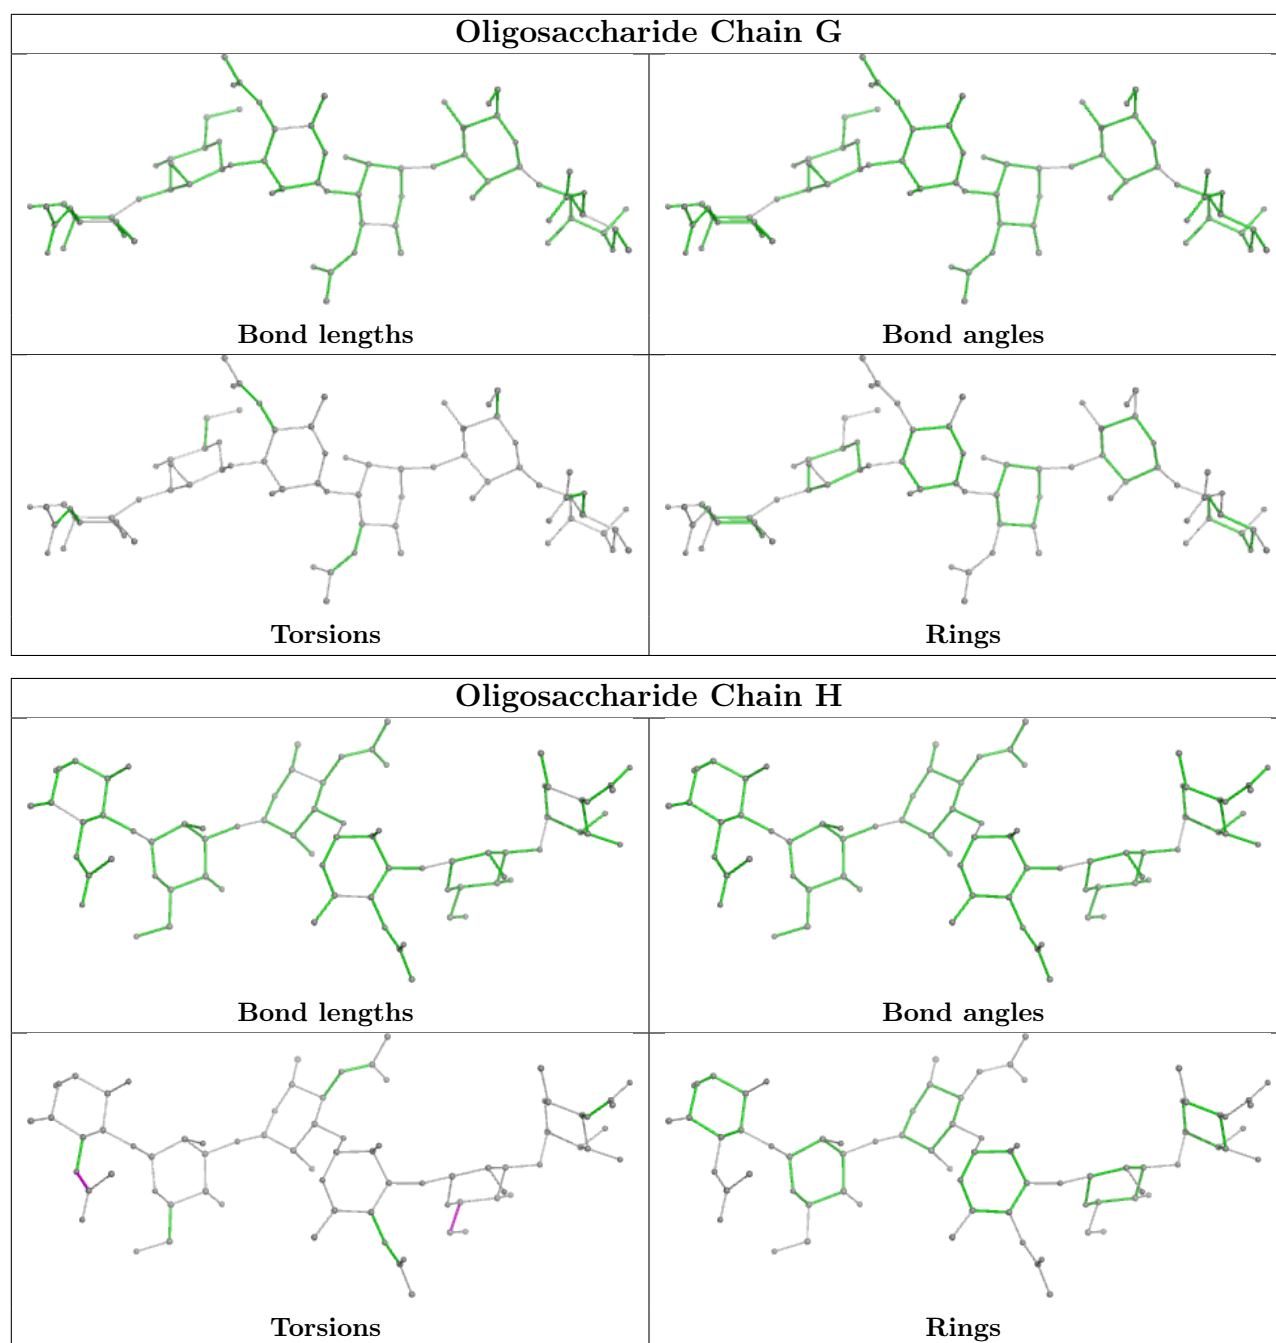 Oligosaccharide Chain G
Bond lengths
Bond angles
Torsions
Rings
Oligosaccharide Chain H
Bond lengths
Bond angles
Torsions
Rings